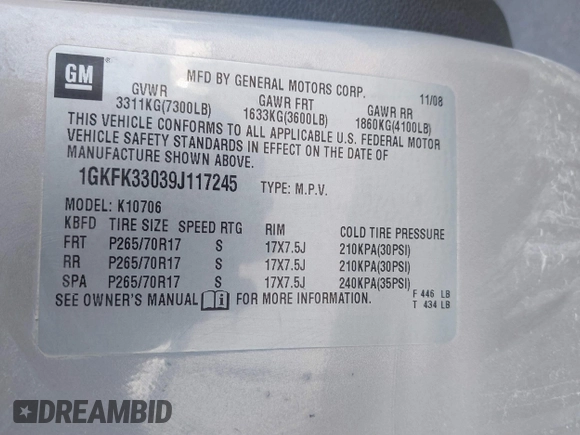 GM
MFD BY GENERAL MOTORS CORP.
11/08
GVWR GAWR FRT GAWR RR
3311KG(7300LB) 1633KG(3600LB) 1860KG(4100LB)
THIS VEHICLE CONFORMS TO ALL APPLICABLE U.S. FEDERAL MOTOR
VEHICLE SAFETY STANDARDS IN EFFECT ON THE DATE OF
MANUFACTURE SHOWN ABOVE.
1GKFK33039J117245 TYPE: M.P.V.
MODEL: K10706
KBFD TIRE SIZE SPEED RTG RIM COLD TIRE PRESSURE
FRT P265/70R17 S 17X7.5J 210KPA(30PSI)
RR P265/70R17 S 17X7.5J 210KPA(30PSI)
SPA P265/70R17 S 17X7.5J 240KPA(35PSI)
SEE OWNER'S MANUAL FOR MORE INFORMATION.
F 446 LB
T 434 LB
DREAMBID